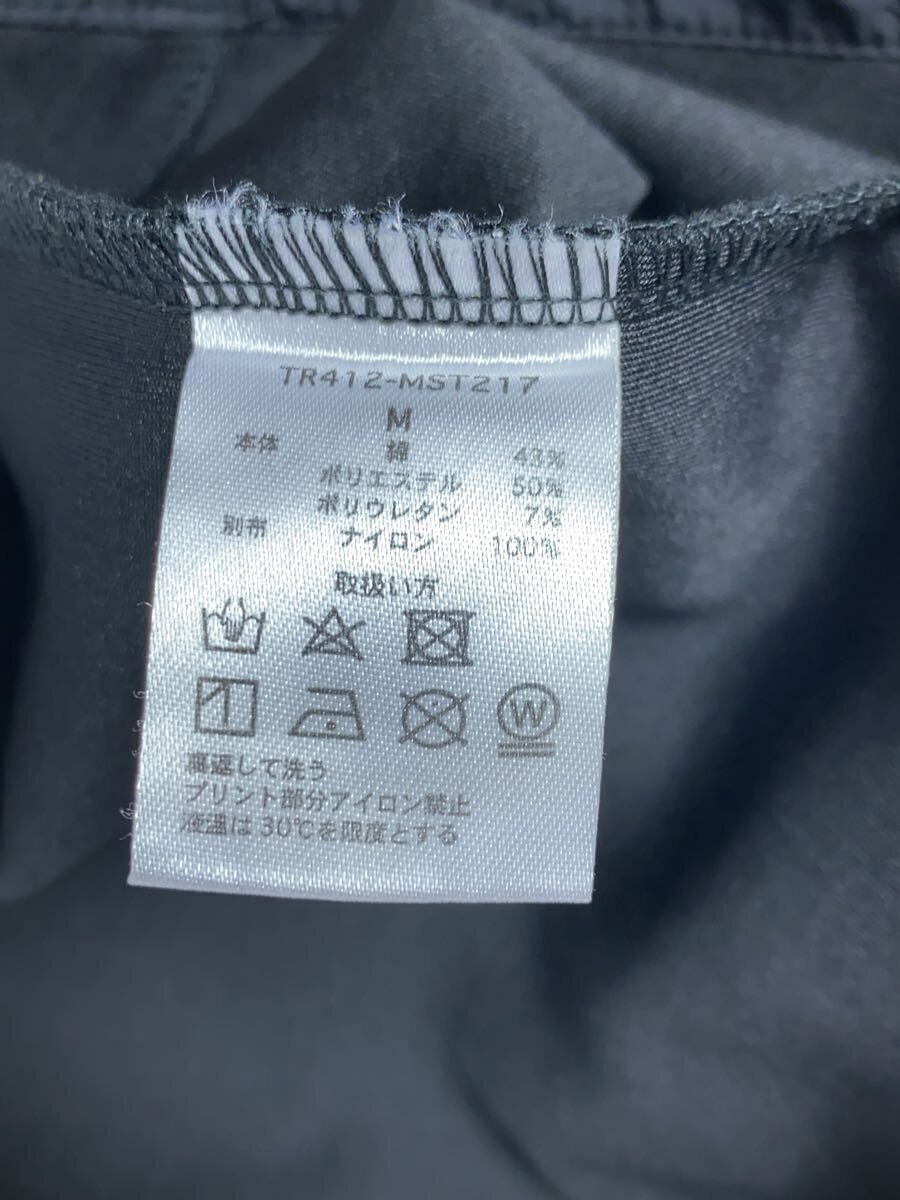 TR412-MST217
M
本体 綿 43%
ポリエステル 50%
ポリウレタン 7%
別布 ナイロン 100%
取扱い方
W
裏返して洗う
プリント部分アイロン禁止
液温は30℃を限度とする